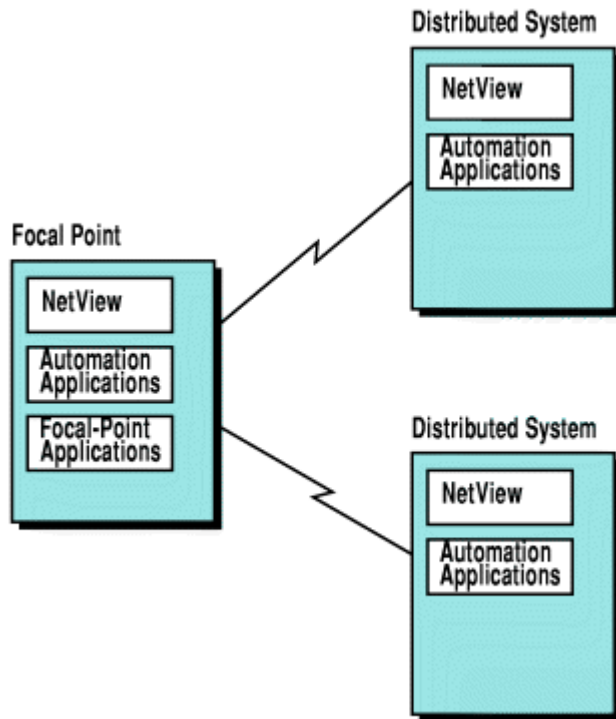 Distributed System
NetView
Automation
Applications
Focal Point
NetView
Automation
Applications
Focal-Point
Applications
Distributed System
NetView
Automation
Applications